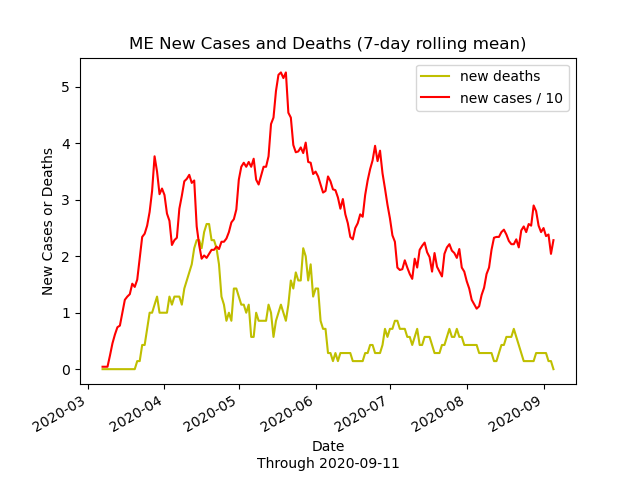 ME New Cases and Deaths (7-day rolling mean)
new deaths
new cases / 10
New Cases or Deaths
5
4
3
2
1
0
2020-03
2020-04
2020-05
2020-06
2020-07
2020-08
2020-09
Date
Through 2020-09-11